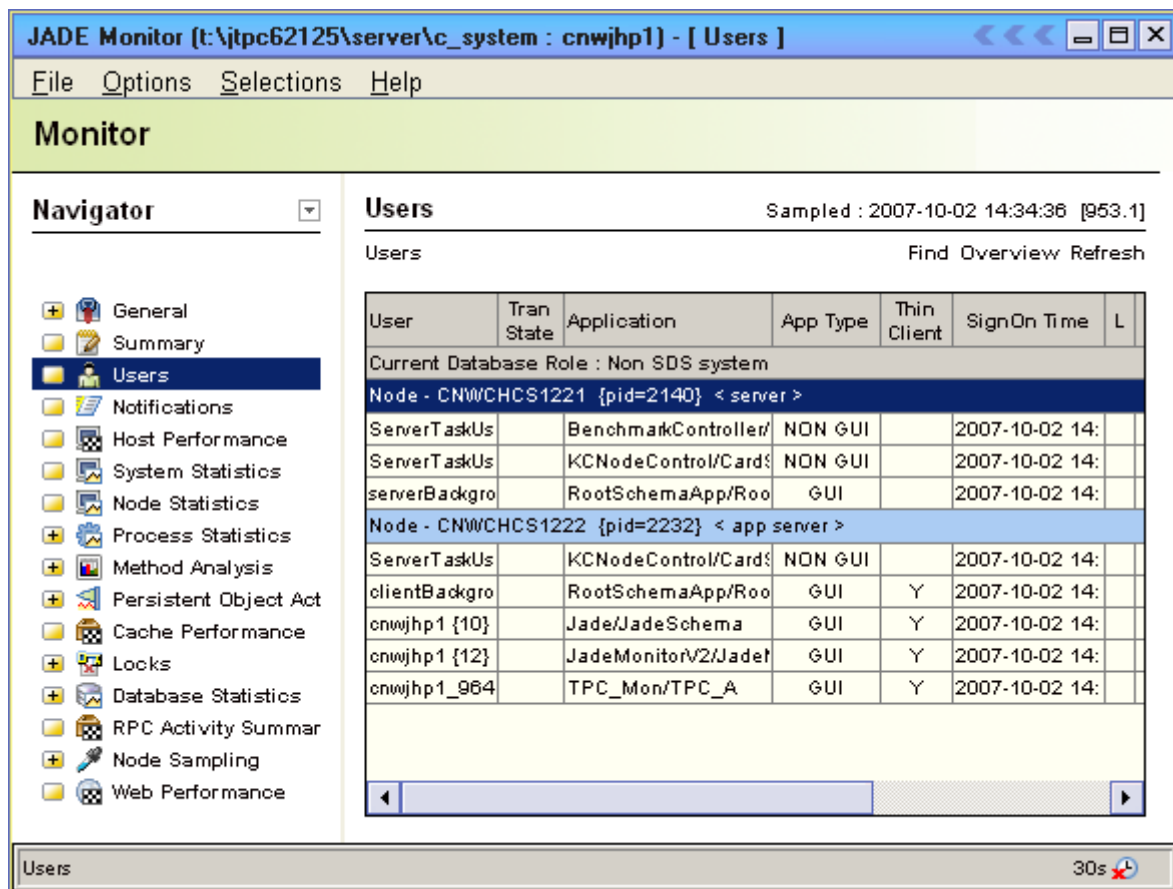 JADE Monitor (t:\jtpc62125\server\c_system : cnwjhp1) - [ Users ]
File Options Selections Help
Monitor
Navigator
General
Summary
Users
Notifications
Host Performance
System Statistics
Node Statistics
Process Statistics
Method Analysis
Persistent Object Act
Cache Performance
Locks
Database Statistics
RPC Activity Summar
Node Sampling
Web Performance
Users Sampled : 2007-10-02 14:34:36 [953.1]
Users Find Overview Refresh
User Tran State Application App Type Thin Client SignOn Time L
Current Database Role : Non SDS system
Node - CNWCHCS1221 {pid=2140} < server >
ServerTaskUs BenchmarkController/ NON GUI 2007-10-02 14:
ServerTaskUs KCNodeControl/Card NON GUI 2007-10-02 14:
serverBackgro RootSchemaApp/Roo GUI 2007-10-02 14:
Node - CNWCHCS1222 {pid=2232} < app server >
ServerTaskUs KCNodeControl/Card NON GUI 2007-10-02 14:
clientBackgro RootSchemaApp/Roo GUI Y 2007-10-02 14:
cnwjhp1 {10} Jade/JadeSchema GUI Y 2007-10-02 14:
cnwjhp1 {12} JadeMonitorV2/Jade GUI Y 2007-10-02 14:
cnwjhp1_964 TPC_Mon/TPC_A GUI Y 2007-10-02 14:
Users 30s